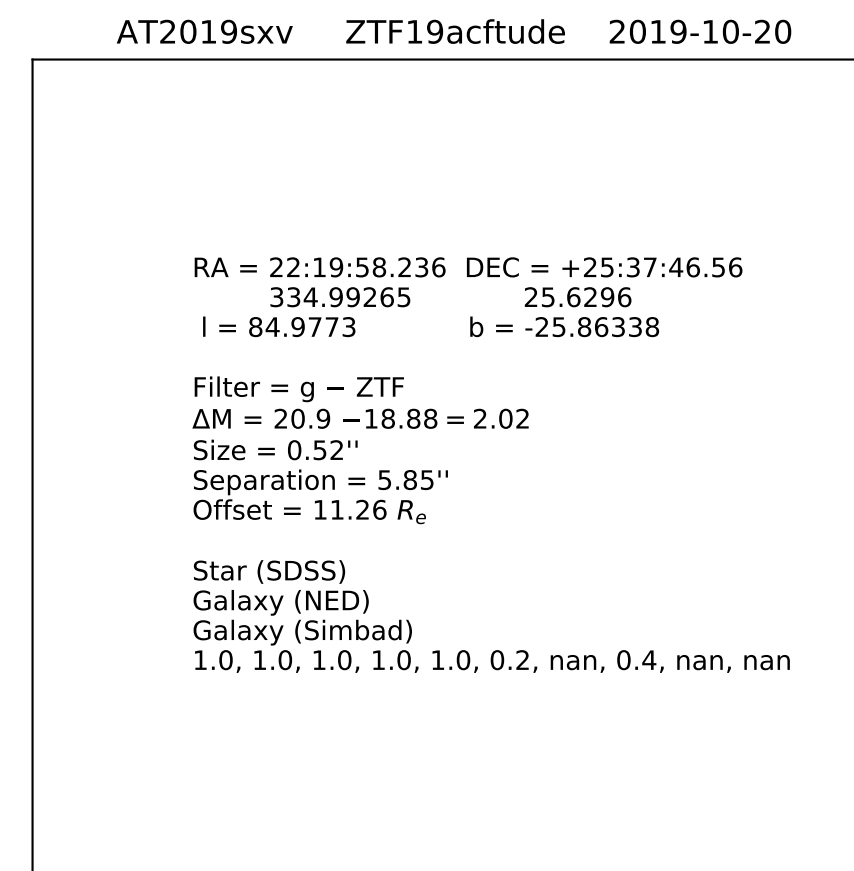 AT2019sxv ZTF19acftude 2019-10-20
RA = 22:19:58.236 DEC = +25:37:46.56
334.99265 25.6296
l = 84.9773 b = -25.86338
Filter = g − ZTF
ΔM = 20.9 −18.88 = 2.02
Size = 0.52''
Separation = 5.85''
Offset = 11.26 Re
Star (SDSS)
Galaxy (NED)
Galaxy (Simbad)
1.0, 1.0, 1.0, 1.0, 1.0, 0.2, nan, 0.4, nan, nan